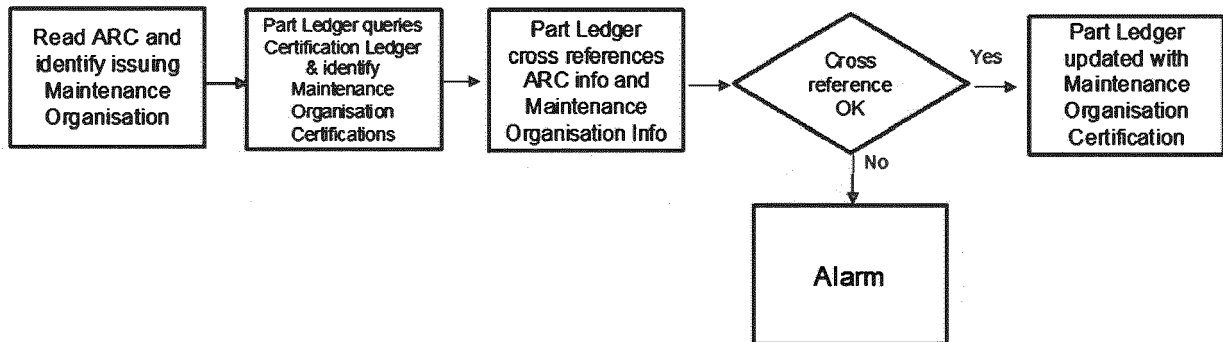 Read ARC and
identify issuing
Maintenance
Organisation
Part Ledger queries
Certification Ledger
& identify
Maintenance
Organisation
Certifications
Part Ledger
cross references
ARC info and
Maintenance
Organisation Info
Cross
reference
OK
Yes
Part Ledger
updated with
Maintenance
Organisation
Certification
No
Alarm